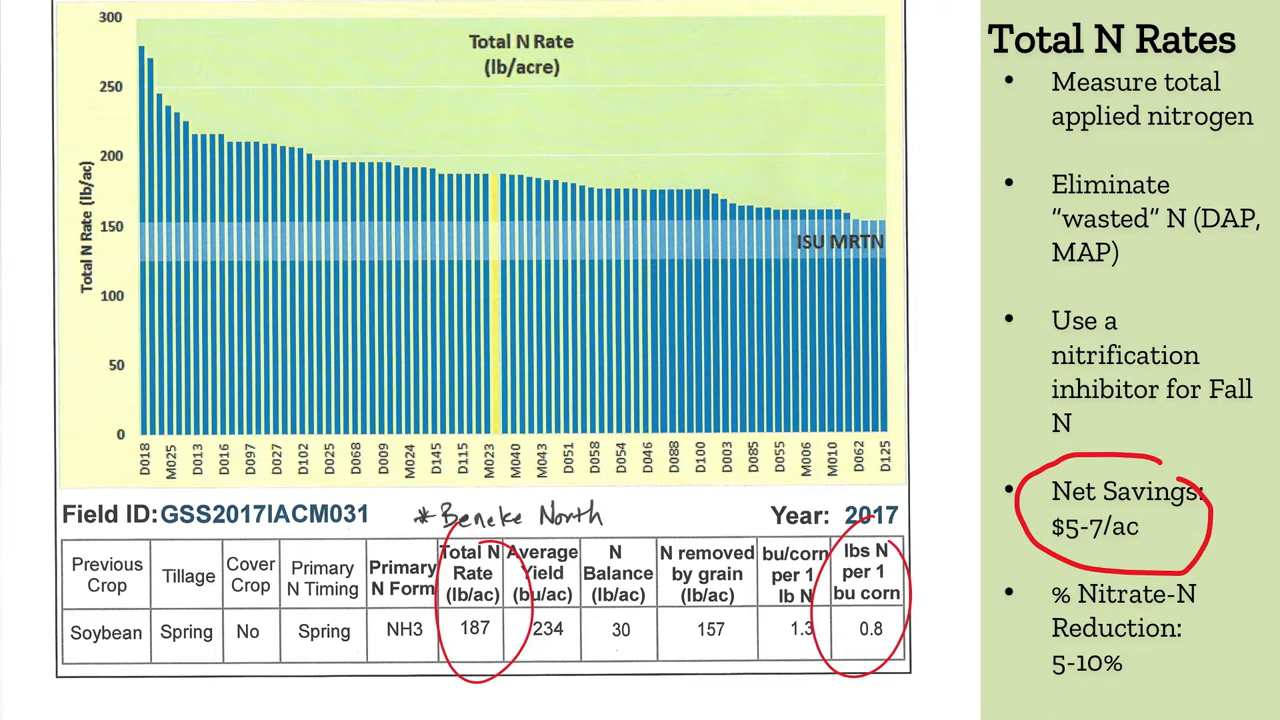 300
Total N Rate
(lb/acre)
250
200
150
100
50
0
Total N Rate (lb/ac)
ISU MRTN
D018 M025 D013 D016 D097 D027 D102 D025 D068 D009 M024 D145 D115 M023 M040 M043 D051 D058 D054 D046 D088 D100 D003 D085 D055 M006 M010 D062 D125
Field ID: GSS2017IACM031 * Beneke North Year: 2017
Previous Crop Tillage Cover Crop Primary N Timing Primary N Form Total N Rate (lb/ac) Average Yield (bu/ac) N Balance (lb/ac) N removed by grain (lb/ac) bu/corn per 1 lb N lbs N per 1 bu corn
Soybean Spring No Spring NH3 187 234 30 157 1.3 0.8
Total N Rates
• Measure total
applied nitrogen
• Eliminate
“wasted” N (DAP,
MAP)
• Use a
nitrification
inhibitor for Fall
N
• Net Savings:
$5-7/ac
• % Nitrate-N
Reduction:
5-10%